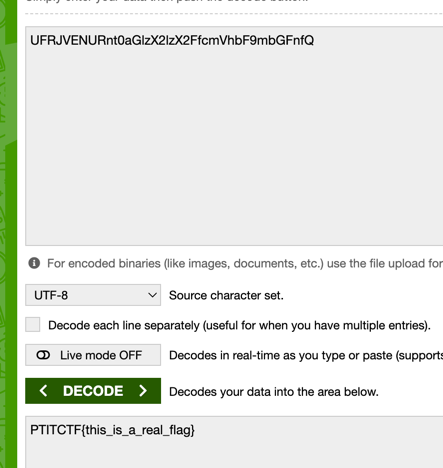 Simply enter your data then push the decode button.
UFRJVENURnt0aGlzX2lzX2FfcmVhbF9mbGFnfQ
For encoded binaries (like images, documents, etc.) use the file upload for
UTF-8 Source character set.
Decode each line separately (useful for when you have multiple entries).
Live mode OFF Decodes in real-time as you type or paste (supports
< DECODE > Decodes your data into the area below.
PTITCTF{this_is_a_real_flag}